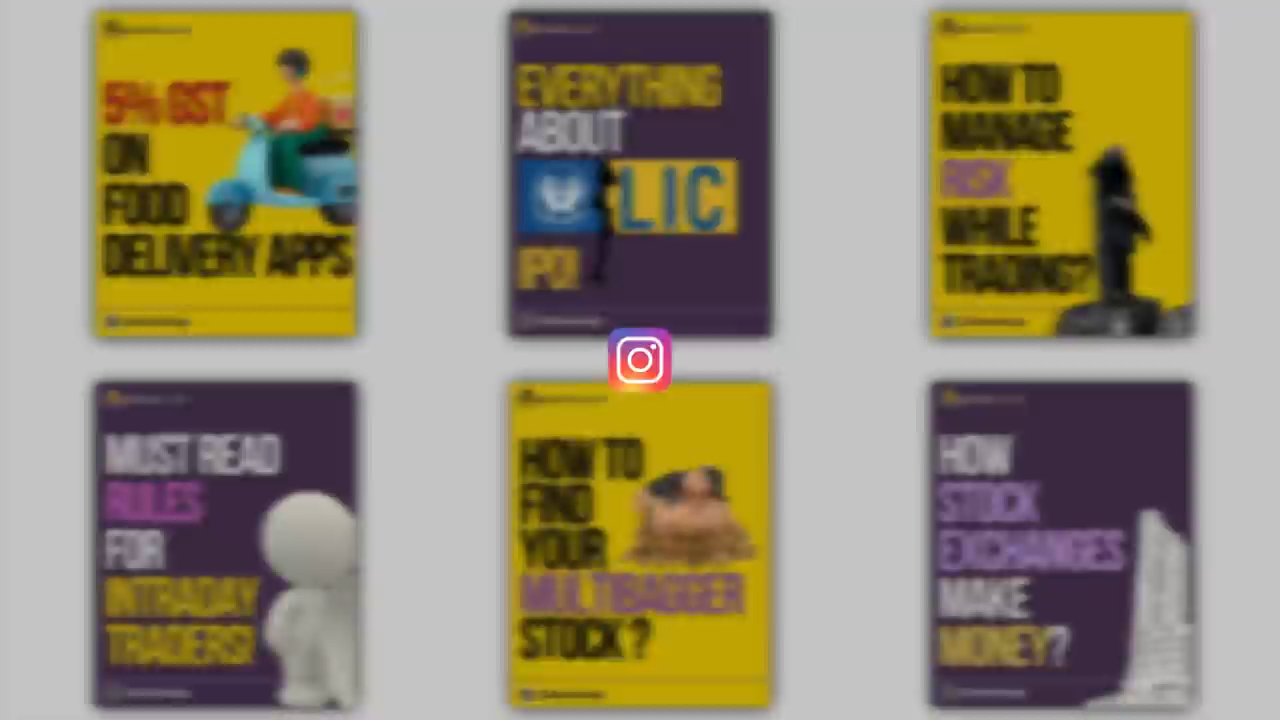 5% GST
ON
FOOD
DELIVERY APPS
EVERYTHING
ABOUT
LIC
IPO!
HOW TO
MANAGE
RISK
WHILE
TRADING?
MUST READ
RULES
FOR
INTRADAY
TRADERS!
HOW TO
FIND
YOUR
MULTIBAGGER
STOCK ?
HOW
STOCK
EXCHANGES
MAKE
MONEY?